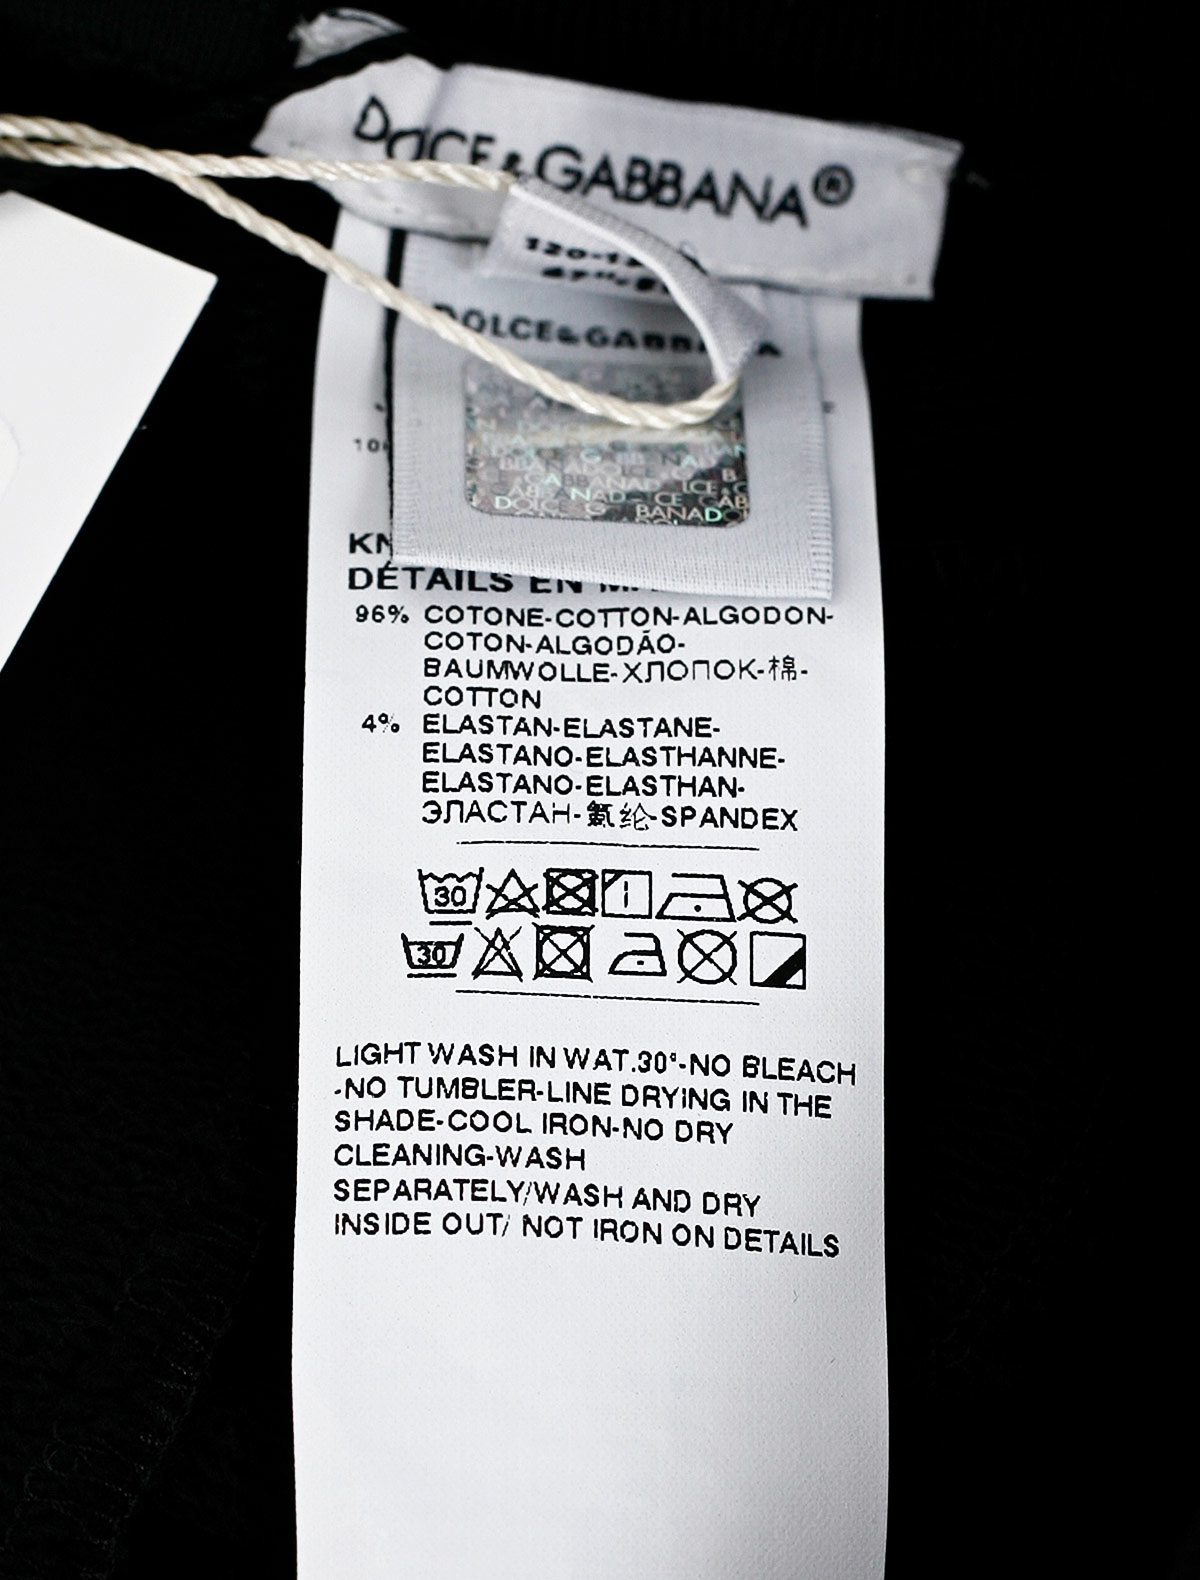 DOLCE&GABBANA®
DOLCE&GABBANA
KN
DÉTAILS EN
96% COTONE-COTTON-ALGODON-
COTON-ALGODÃO-
BAUMWOLLE-ХЛОПОК-棉-
COTTON
4% ELASTAN-ELASTANE-
ELASTANO-ELASTHANNE-
ELASTANO-ELASTHAN-
ЭЛАСТАН-氨纶-SPANDEX
30
30
LIGHT WASH IN WAT.30°-NO BLEACH
-NO TUMBLER-LINE DRYING IN THE
SHADE-COOL IRON-NO DRY
CLEANING-WASH
SEPARATELY/WASH AND DRY
INSIDE OUT/ NOT IRON ON DETAILS